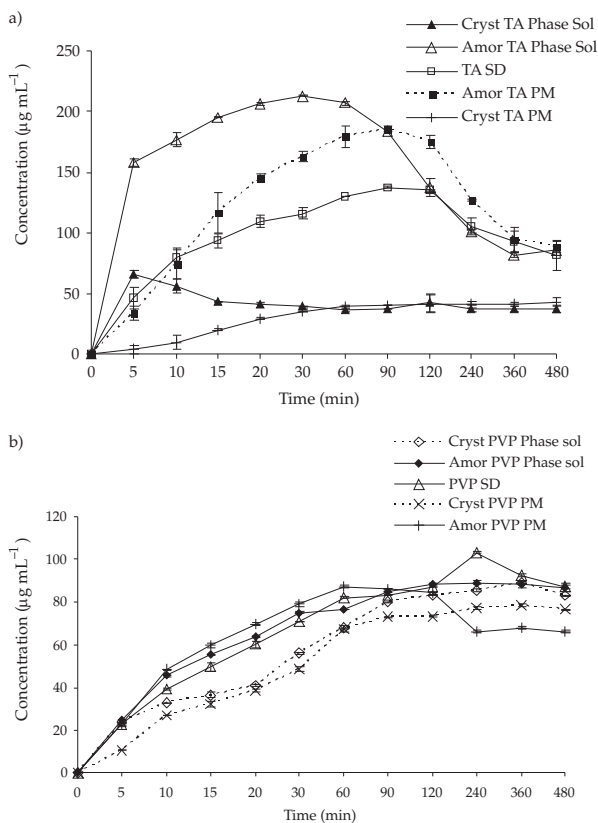 a)
Cryst TA Phase Sol
Amor TA Phase Sol
TA SD
Amor TA PM
Cryst TA PM
Concentration (µg mL⁻¹)
250
200
150
100
50
0
0 5 10 15 20 30 60 90 120 240 360 480
Time (min)
b)
Cryst PVP Phase sol
Amor PVP Phase sol
PVP SD
Cryst PVP PM
Amor PVP PM
Concentration (µg mL⁻¹)
120
100
80
60
40
20
0
0 5 10 15 20 30 60 90 120 240 360 480
Time (min)